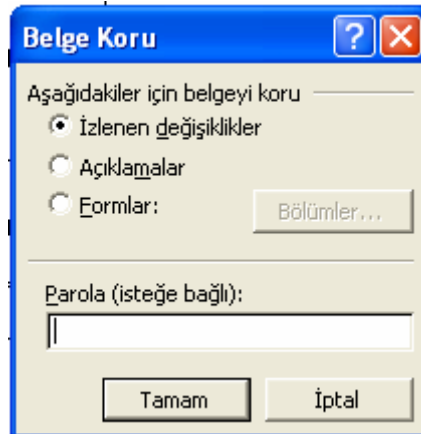 Belge Koru
Aşağıdakiler için belgeyi koru
İzlenen değişiklikler
Açıklamalar
Formlar:
Bölümler...
Parola (isteğe bağlı):
Tamam
İptal